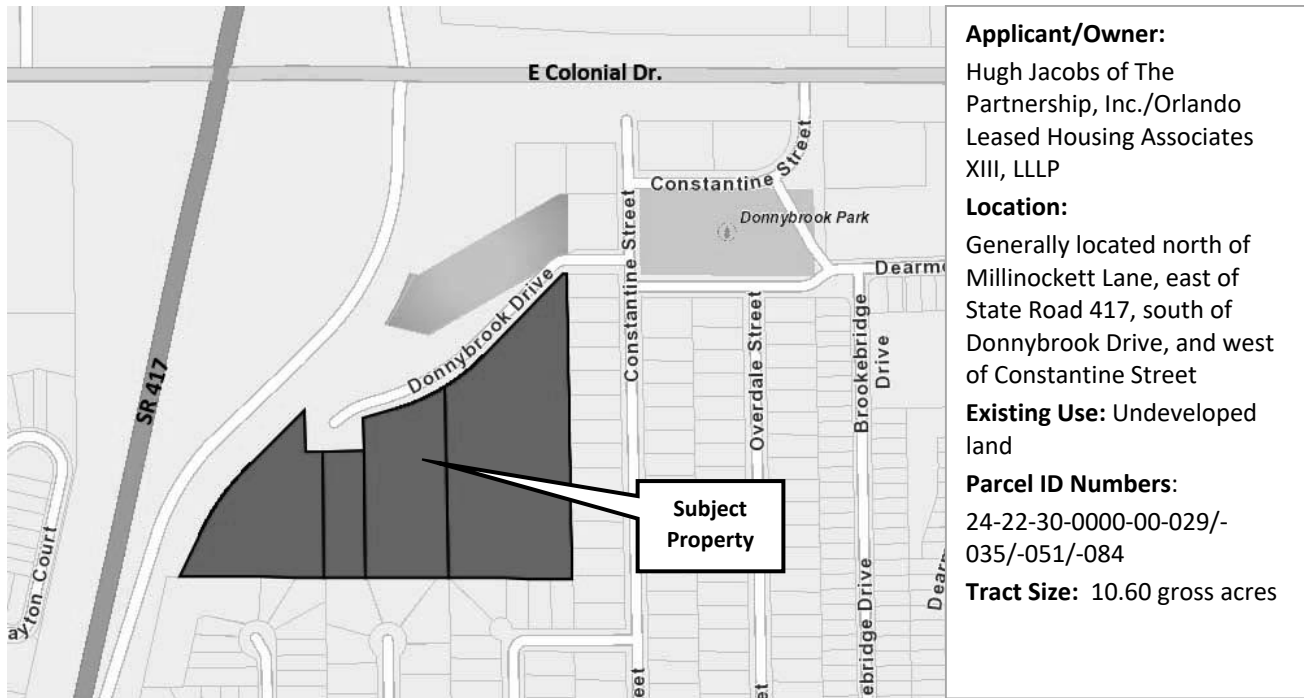 E Colonial Dr.
Constantine Street
Donnybrook Park
Constantine Street
Donnybrook Drive
Dearmo
Overdale Street
Brookebridge
Drive
SR 417
Subject
Property
ayton Court
ebridge Drive
Dearm
eet
et
Applicant/Owner:
Hugh Jacobs of The
Partnership, Inc./Orlando
Leased Housing Associates
XIII, LLLP
Location:
Generally located north of
Millinockett Lane, east of
State Road 417, south of
Donnybrook Drive, and west
of Constantine Street
Existing Use: Undeveloped
land
Parcel ID Numbers:
24-22-30-0000-00-029/-
035/-051/-084
Tract Size: 10.60 gross acres